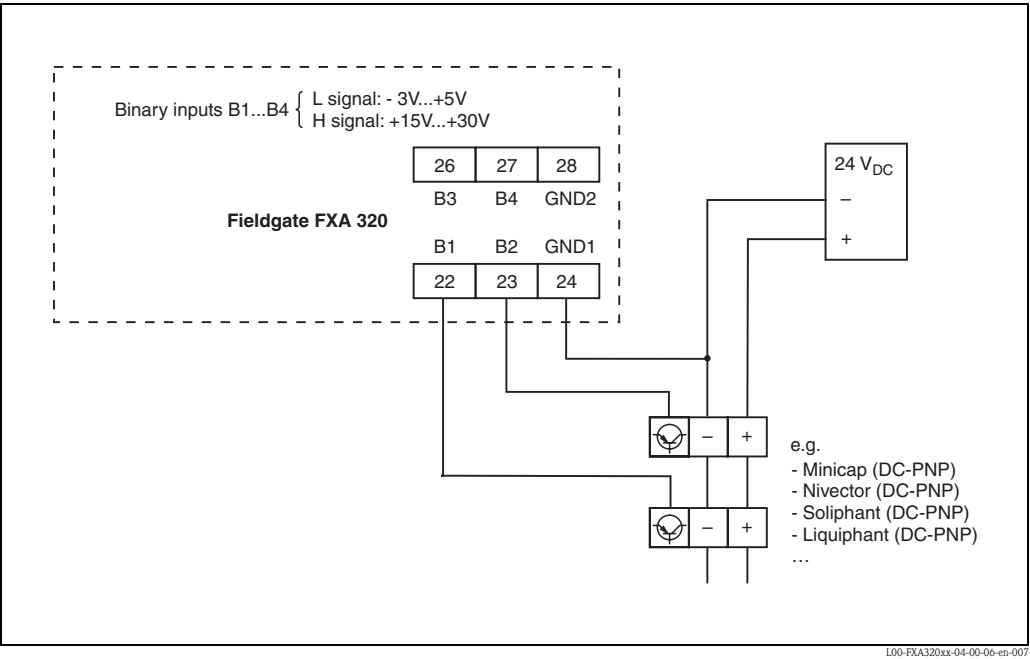 Binary inputs B1...B4 { L signal: - 3V...+5V
H signal: +15V...+30V
26 27 28
B3 B4 GND2
Fieldgate FXA 320
B1 B2 GND1
22 23 24
24 VDC
–
+
– +
– +
e.g.
- Minicap (DC-PNP)
- Nivector (DC-PNP)
- Soliphant (DC-PNP)
- Liquiphant (DC-PNP)
…
L00-FXA320xx-04-00-06-en-007